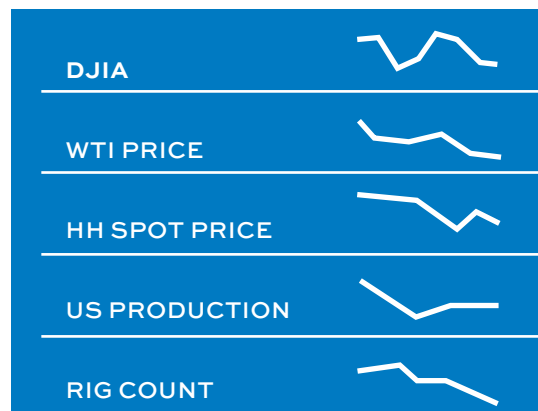 DJIA
WTI PRICE
HH SPOT PRICE
US PRODUCTION
RIG COUNT